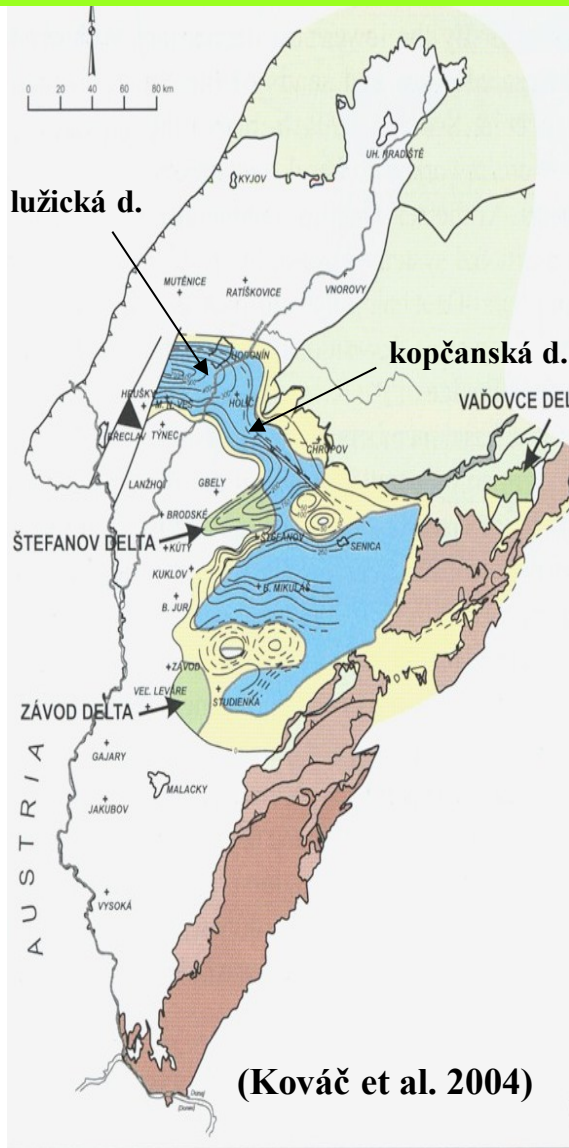 0 20 40 60 80 km
UH. HRADIŠTĚ
KYJOV
lužická d.
MUTĚNICE
RATÍŠKOVICE
VNOROVY
HODONÍN
kopčanská d.
HRUŠKY
M. N. VES
HOLÍČ
VAĎOVCE DEL
BŘECLAV
TÝNEC
CHROPOV
LANŽHOT
GBELY
BRODSKÉ
ŠTEFANOV DELTA
ŠTEFANOV
SENICA
KÚTY
KUKLOV
B. MIKULÁŠ
B. JUR
ZÁVOD
VEĽ. LEVÁRE
ZÁVOD DELTA
STUDIENKA
GAJARY
MALACKY
JAKUBOV
AUSTRIA
VYSOKÁ
(Kováč et al. 2004)